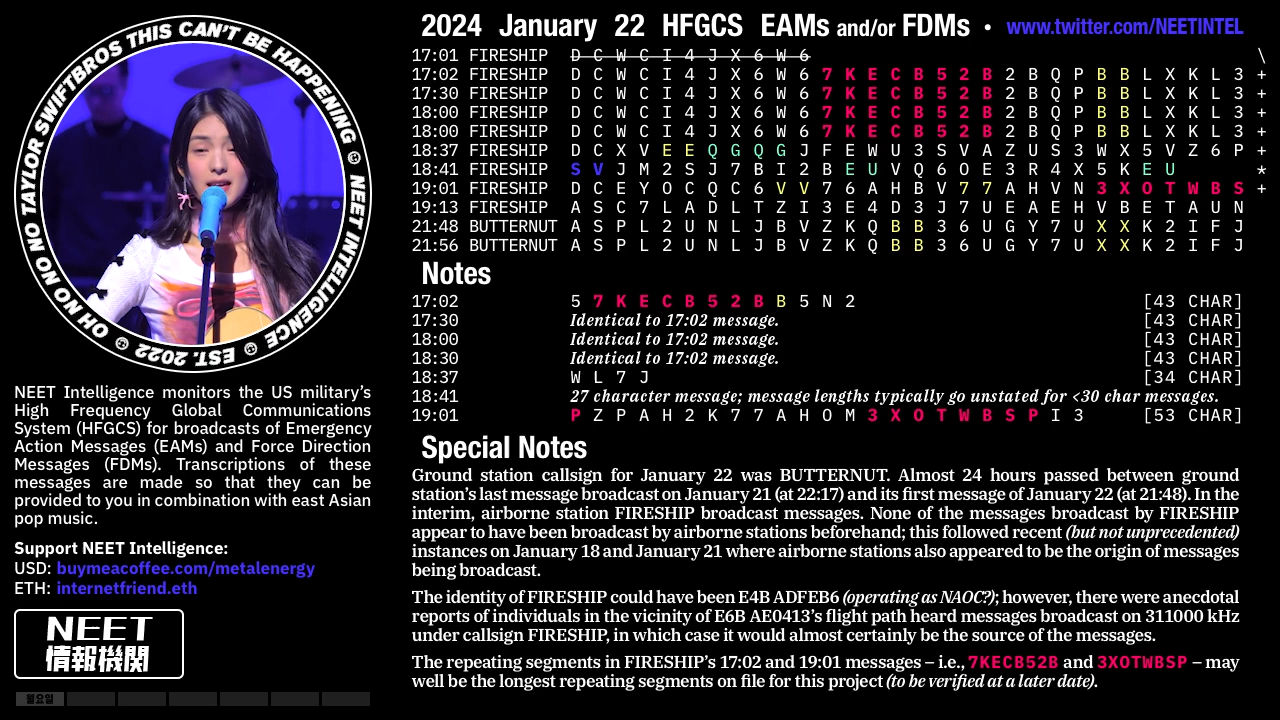 OH NO NO NO TAYLOR SWIFTBROS THIS CAN'T BE HAPPENING ☺ NEET INTELLIGENCE ☺ EST. 2022 ☺
NEET Intelligence monitors the US military's
High Frequency Global Communications
System (HFGCS) for broadcasts of Emergency
Action Messages (EAMs) and Force Direction
Messages (FDMs). Transcriptions of these
messages are made so that they can be
provided to you in combination with east Asian
pop music.
Support NEET Intelligence:
USD: buymeacoffee.com/metalenergy
ETH: internetfriend.eth
NEET
情報機関
월요일
2024 January 22 HFGCS EAMs and/or FDMs • www.twitter.com/NEETINTEL
17:01 FIRESHIP D C W C I 4 J X 6 W 6 \
17:02 FIRESHIP D C W C I 4 J X 6 W 6 7 K E C B 5 2 B 2 B Q P B B L X K L 3 +
17:30 FIRESHIP D C W C I 4 J X 6 W 6 7 K E C B 5 2 B 2 B Q P B B L X K L 3 +
18:00 FIRESHIP D C W C I 4 J X 6 W 6 7 K E C B 5 2 B 2 B Q P B B L X K L 3 +
18:00 FIRESHIP D C W C I 4 J X 6 W 6 7 K E C B 5 2 B 2 B Q P B B L X K L 3 +
18:37 FIRESHIP D C X V E E Q G Q G J F E W U 3 S V A Z U S 3 W X 5 V Z 6 P +
18:41 FIRESHIP S V J M 2 S J 7 B I 2 B E U V Q 6 O E 3 R 4 X 5 K E U *
19:01 FIRESHIP D C E Y O C Q C 6 V V 7 6 A H B V 7 7 A H V N 3 X O T W B S +
19:13 FIRESHIP A S C 7 L A D L T Z I 3 E 4 D 3 J 7 U E A E H V B E T A U N
21:48 BUTTERNUT A S P L 2 U N L J B V Z K Q B B 3 6 U G Y 7 U X X K 2 I F J
21:56 BUTTERNUT A S P L 2 U N L J B V Z K Q B B 3 6 U G Y 7 U X X K 2 I F J
Notes
17:02 5 7 K E C B 5 2 B B 5 N 2 [43 CHAR]
17:30 Identical to 17:02 message. [43 CHAR]
18:00 Identical to 17:02 message. [43 CHAR]
18:30 Identical to 17:02 message. [43 CHAR]
18:37 W L 7 J [34 CHAR]
18:41 27 character message; message lengths typically go unstated for <30 char messages.
19:01 P Z P A H 2 K 7 7 A H O M 3 X O T W B S P I 3 [53 CHAR]
Special Notes
Ground station callsign for January 22 was BUTTERNUT. Almost 24 hours passed between ground
station's last message broadcast on January 21 (at 22:17) and its first message of January 22 (at 21:48). In the
interim, airborne station FIRESHIP broadcast messages. None of the messages broadcast by FIRESHIP
appear to have been broadcast by airborne stations beforehand; this followed recent (but not unprecedented)
instances on January 18 and January 21 where airborne stations also appeared to be the origin of messages
being broadcast.
The identity of FIRESHIP could have been E4B ADFEB6 (operating as NAOC?); however, there were anecdotal
reports of individuals in the vicinity of E6B AE0413's flight path heard messages broadcast on 311000 kHz
under callsign FIRESHIP, in which case it would almost certainly be the source of the messages.
The repeating segments in FIRESHIP's 17:02 and 19:01 messages – i.e., 7KECB52B and 3XOTWBSP – may
well be the longest repeating segments on file for this project (to be verified at a later date).